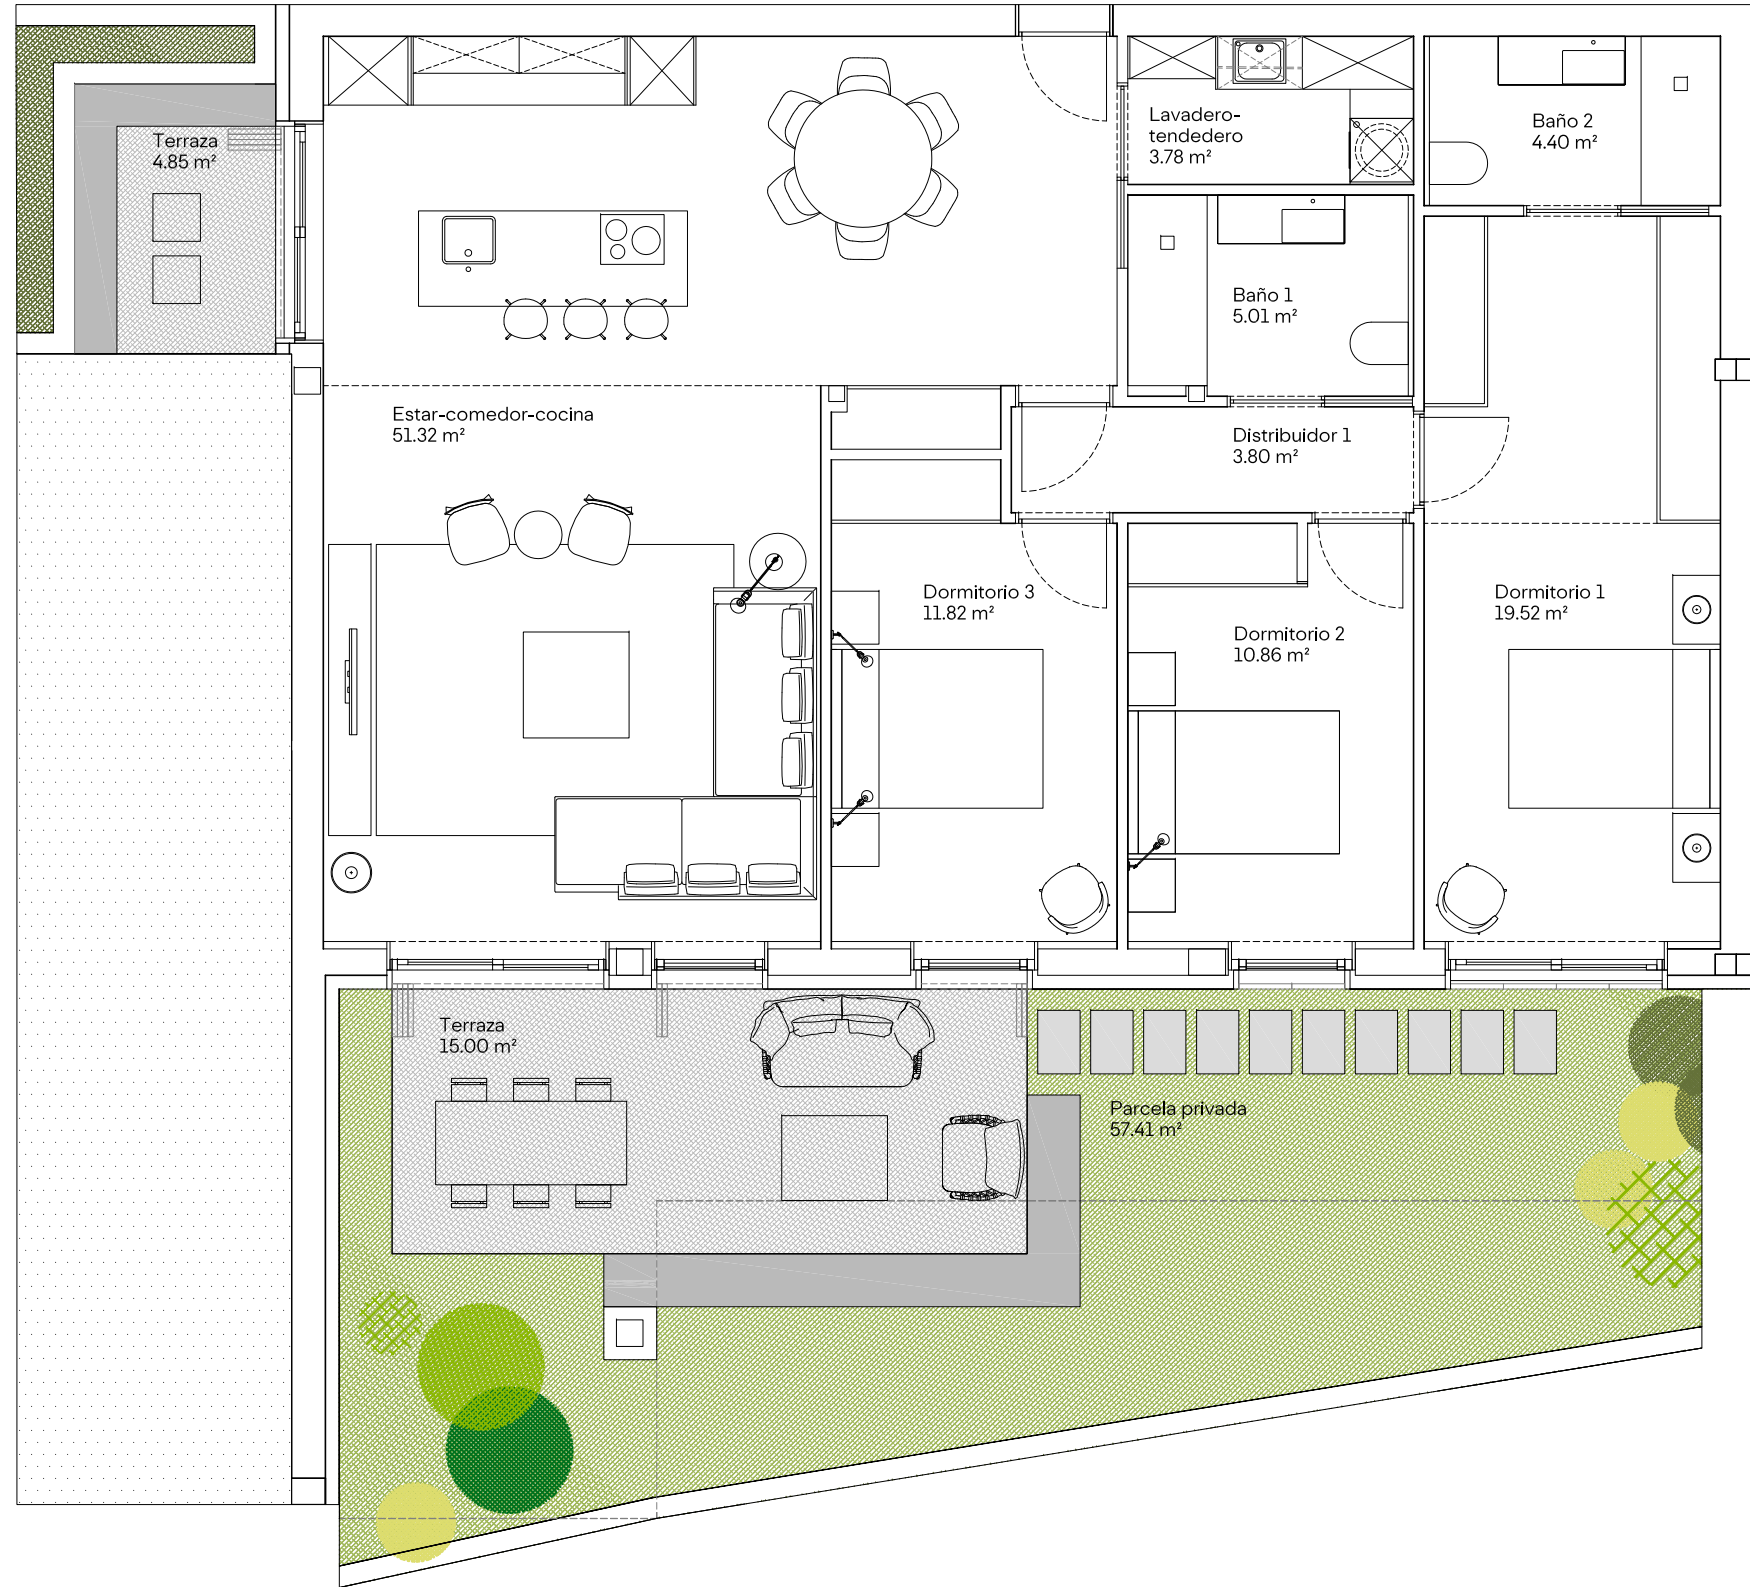 Terraza
4.85 m²
Lavadero-
tendedero
3.78 m²
Baño 2
4.40 m²
Baño 1
5.01 m²
Estar-comedor-cocina
51.32 m²
Distribuidor 1
3.80 m²
Dormitorio 3
11.82 m²
Dormitorio 2
10.86 m²
Dormitorio 1
19.52 m²
Terraza
15.00 m²
Parcela privada
57.41 m²